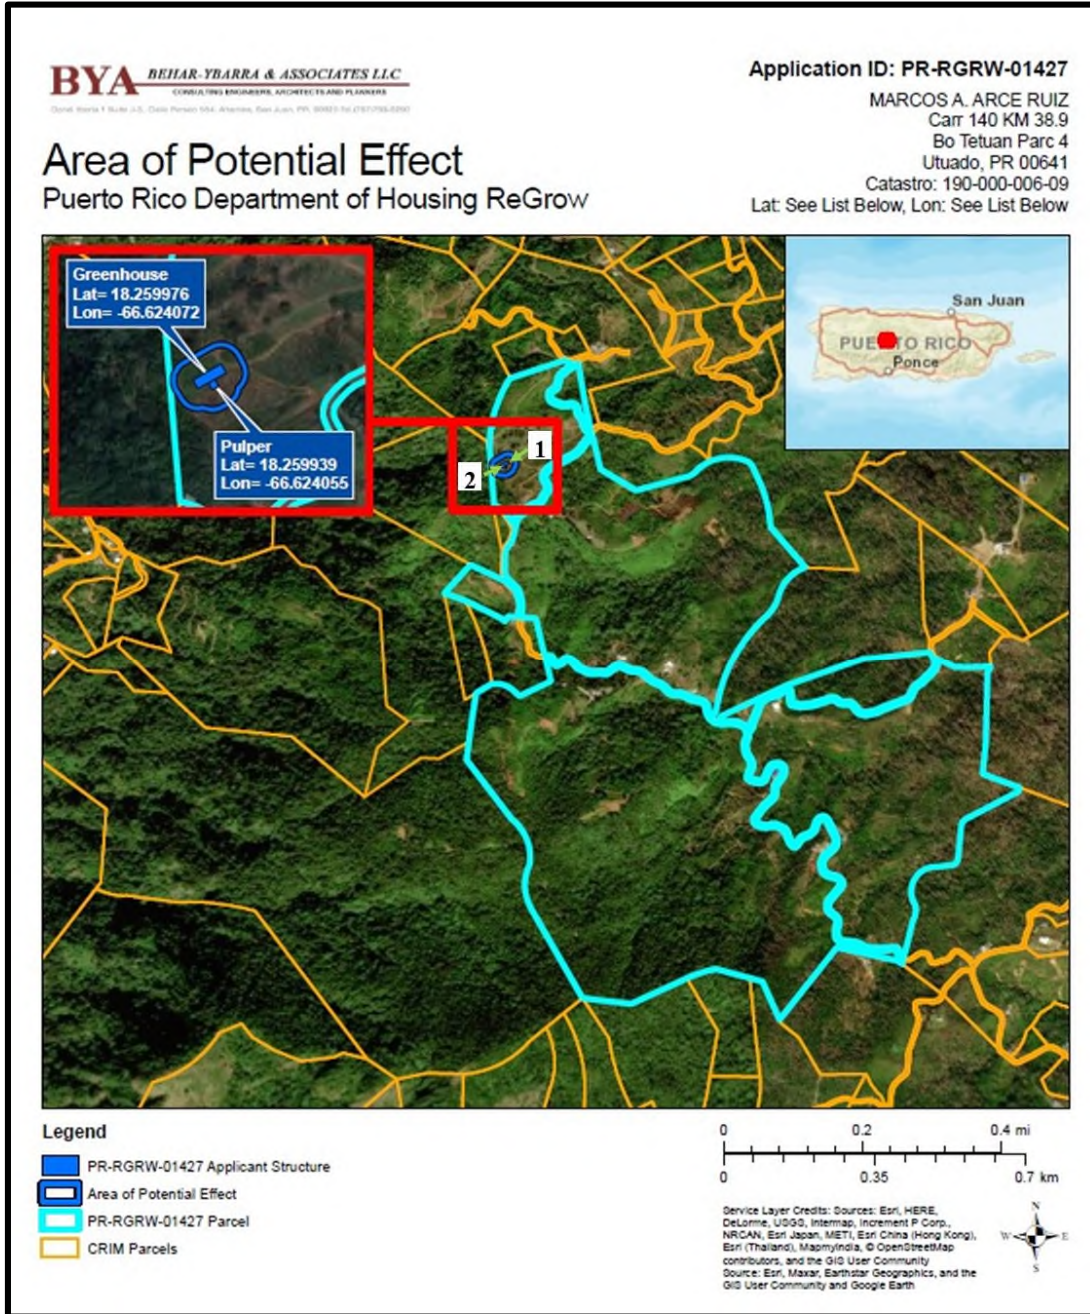 BYA BEHAR-YBARRA & ASSOCIATES LLC
CONSULTING ENGINEERS, ARCHITECTS AND PLANNERS
Application ID: PR-RGRW-01427
MARCOS A. ARCE RUIZ
Carr 140 KM 38.9
Bo Tetuan Parc 4
Utuado, PR 00641
Catastro: 190-000-006-09
Lat: See List Below, Lon: See List Below
Area of Potential Effect
Puerto Rico Department of Housing ReGrow
Greenhouse
Lat= 18.259976
Lon= -66.624072
Pulper
Lat= 18.259939
Lon= -66.624055
1
2
San Juan
PUERTO RICO
Ponce
Legend
PR-RGRW-01427 Applicant Structure
Area of Potential Effect
PR-RGRW-01427 Parcel
CRIM Parcels
0 0.2 0.4 mi
0 0.35 0.7 km
Service Layer Credits: Sources: Esri, HERE,
DeLorme, USGS, Intermap, increment P Corp.,
NRCAN, Esri Japan, METI, Esri China (Hong Kong),
Esri (Thailand), MapmyIndia, © OpenStreetMap
contributors, and the GIS User Community
Source: Esri, Maxar, Earthstar Geographics, and the
GIS User Community and Google Earth
N
W E
S